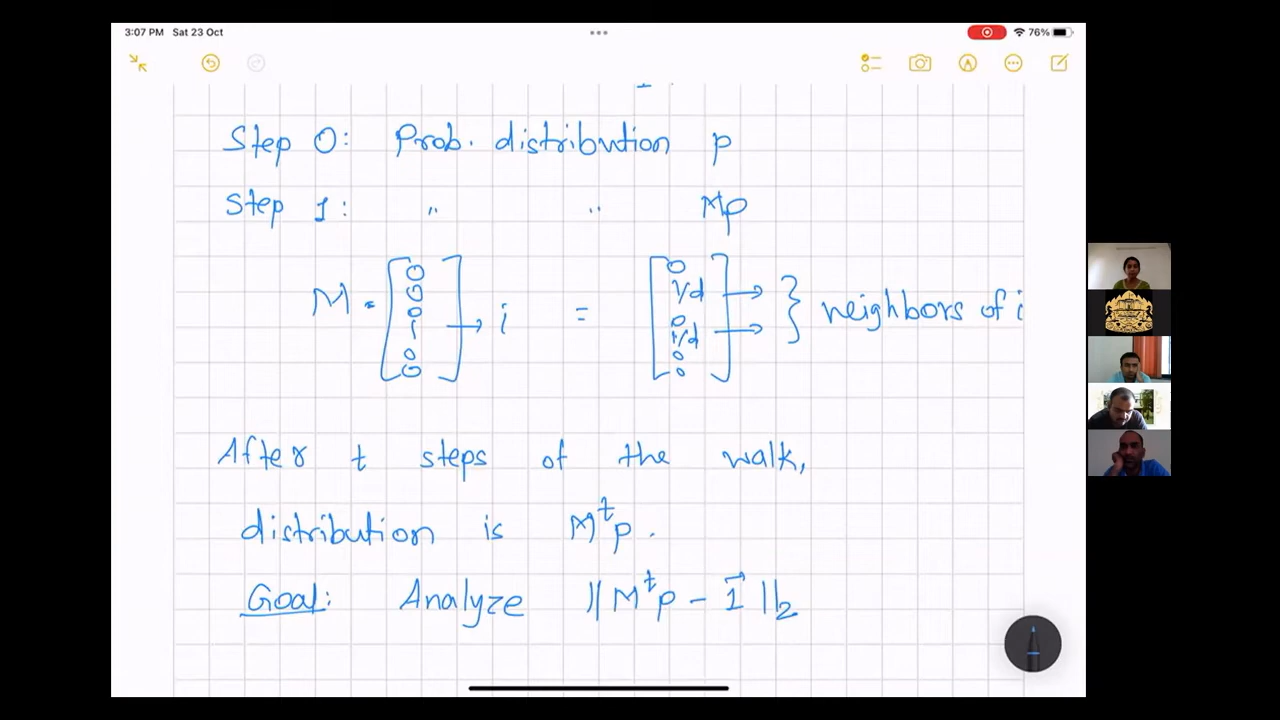 3:07 PM Sat 23 Oct
76%
Step 0: Prob. distribution p
Step 1: " " Mp
M • [0 0 0 1 0 0] → i = [0 1/d 0 1/d 0 0] → → } neighbors of i
After t steps of the walk,
distribution is M^t p.
Goal: Analyze || M^t p - 1⃗ ||_2